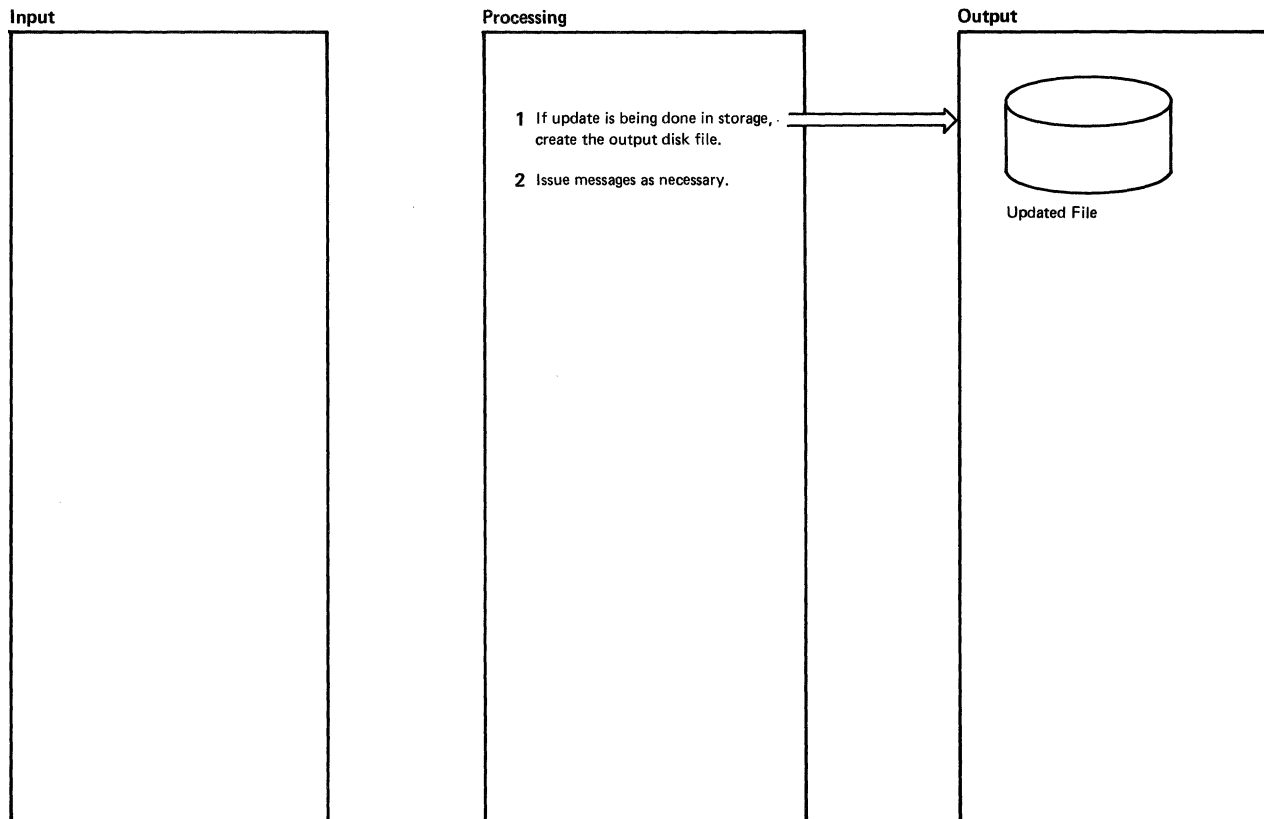 Input
Processing
Output
1 If update is being done in storage,
create the output disk file.
2 Issue messages as necessary.
Updated File